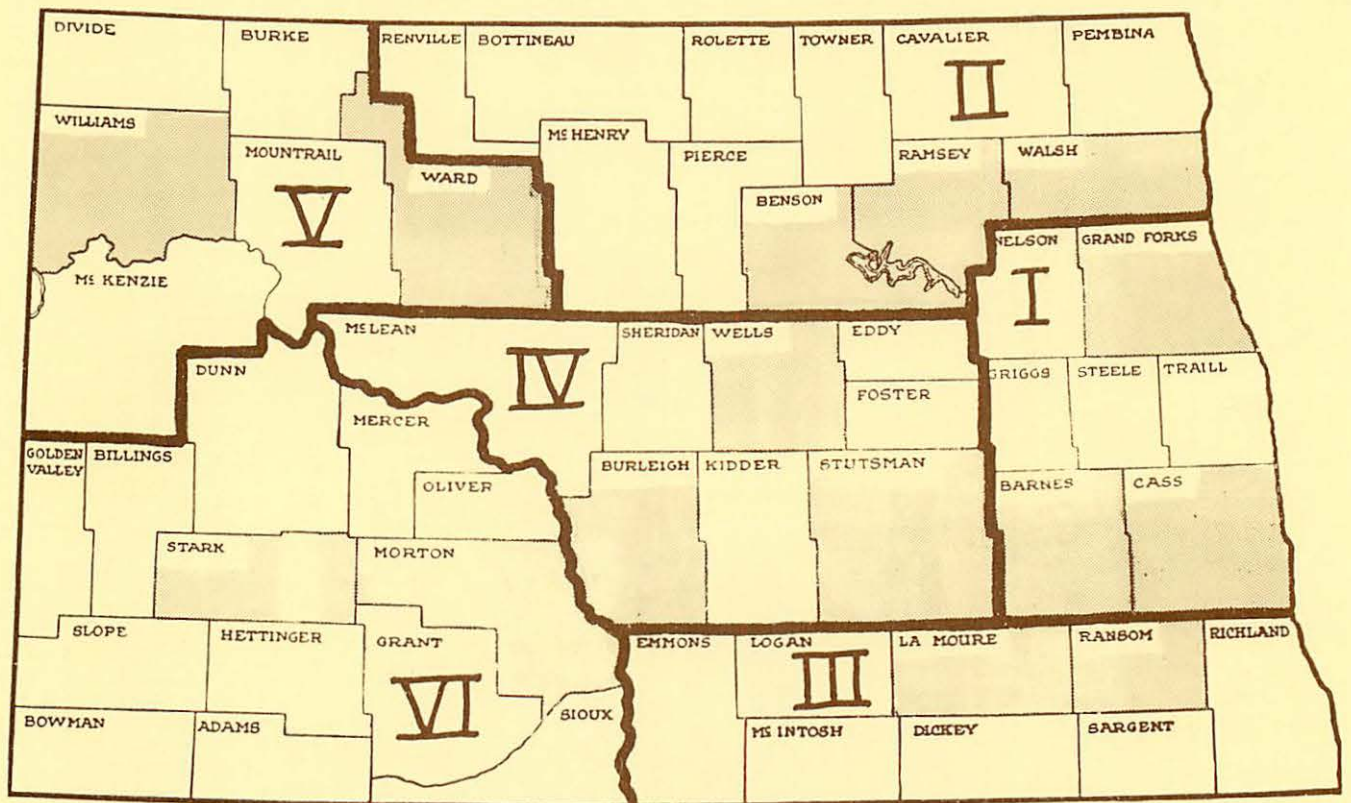 DIVIDE BURKE RENVILLE BOTTINEAU ROLETTE TOWNER CAVALIER PEMBINA
II
WILLIAMS MOUNTRAIL WARD Mc HENRY PIERCE BENSON RAMSEY WALSH
V
Mc KENZIE NELSON GRAND FORKS
I
DUNN McLEAN SHERIDAN WELLS EDDY GRIGGS STEELE TRAILL
IV
MERCER FOSTER
GOLDEN VALLEY BILLINGS OLIVER BURLEIGH KIDDER STUTSMAN BARNES CASS
STARK MORTON
SLOPE HETTINGER GRANT EMMONS LOGAN LA MOURE RANSOM RICHLAND
VI III
BOWMAN ADAMS SIOUX Mc INTOSH DICKEY SARGENT